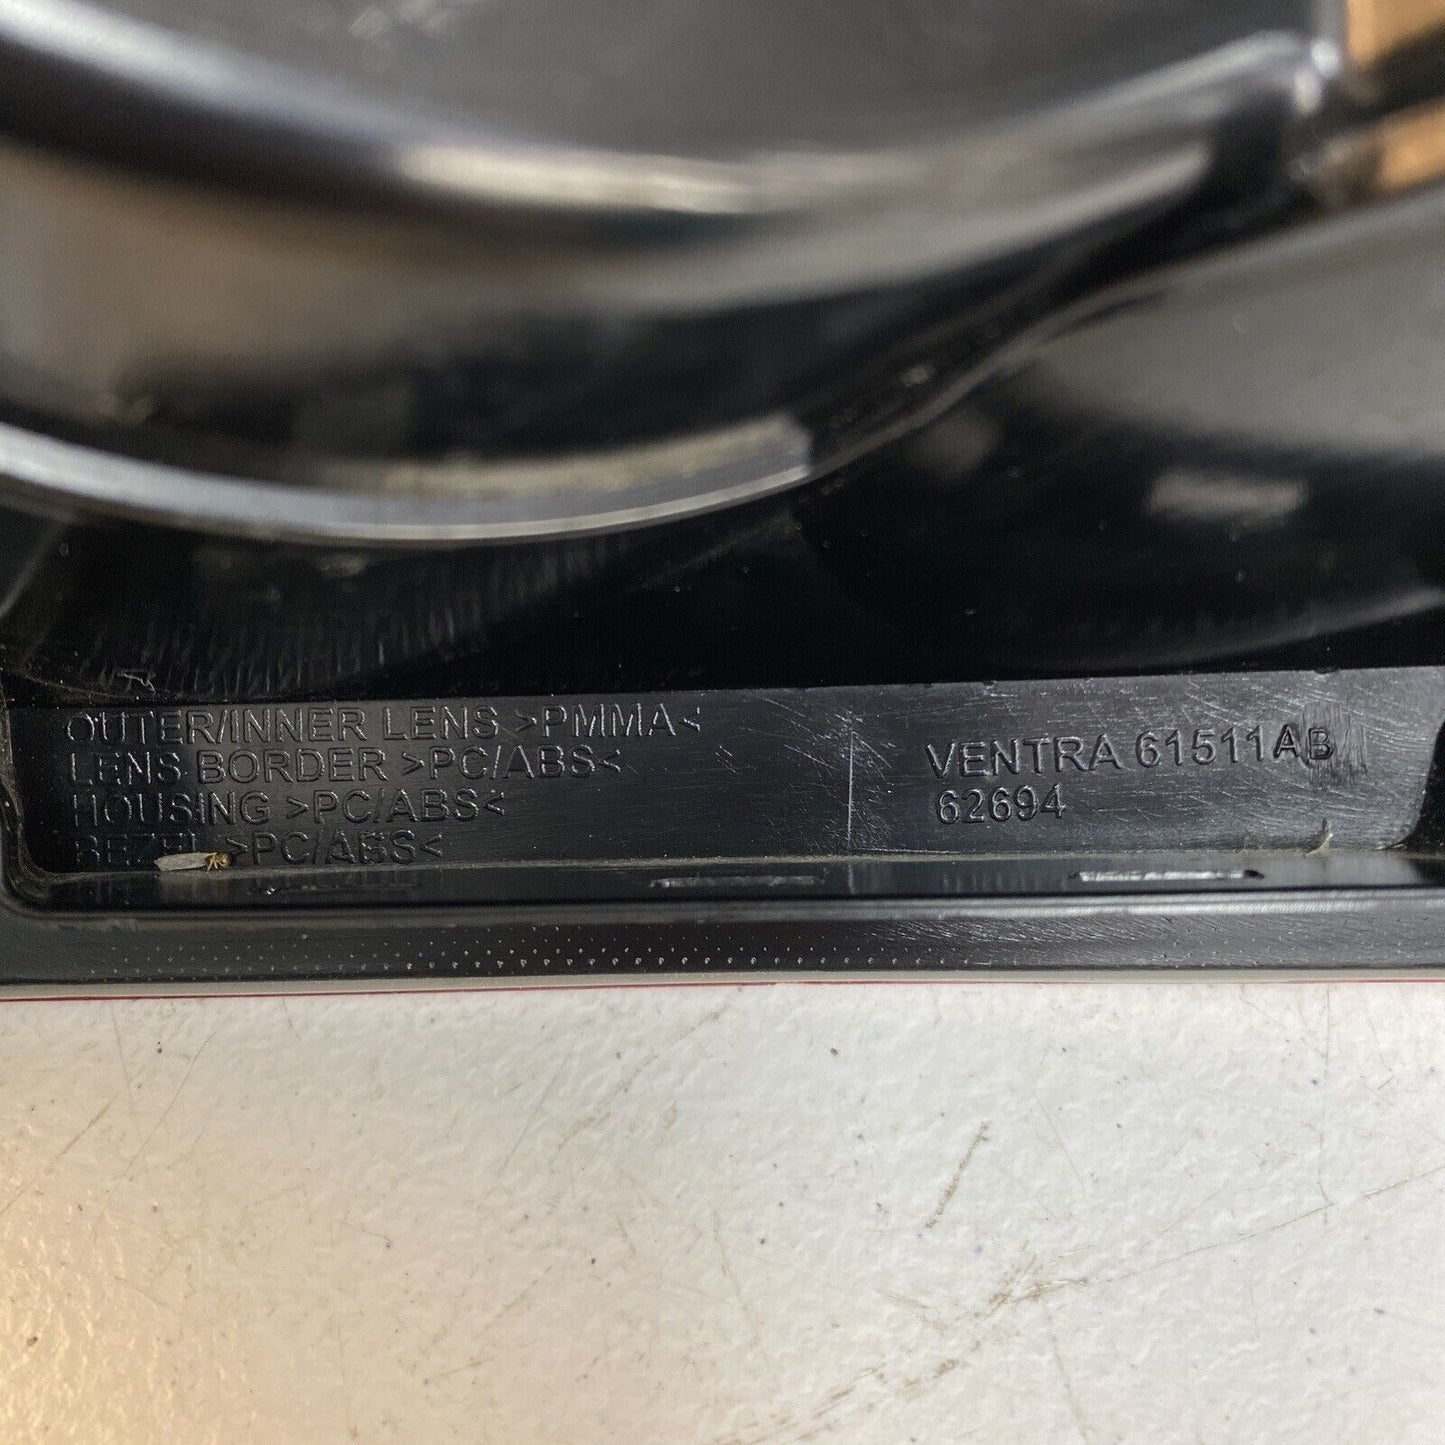 OUTER/INNER LENS >PMMA<
LENS BORDER >PC/ABS<
HOUSING >PC/ABS<
BEZEL >PC/ABS<
VENTRA 61511AB
62694